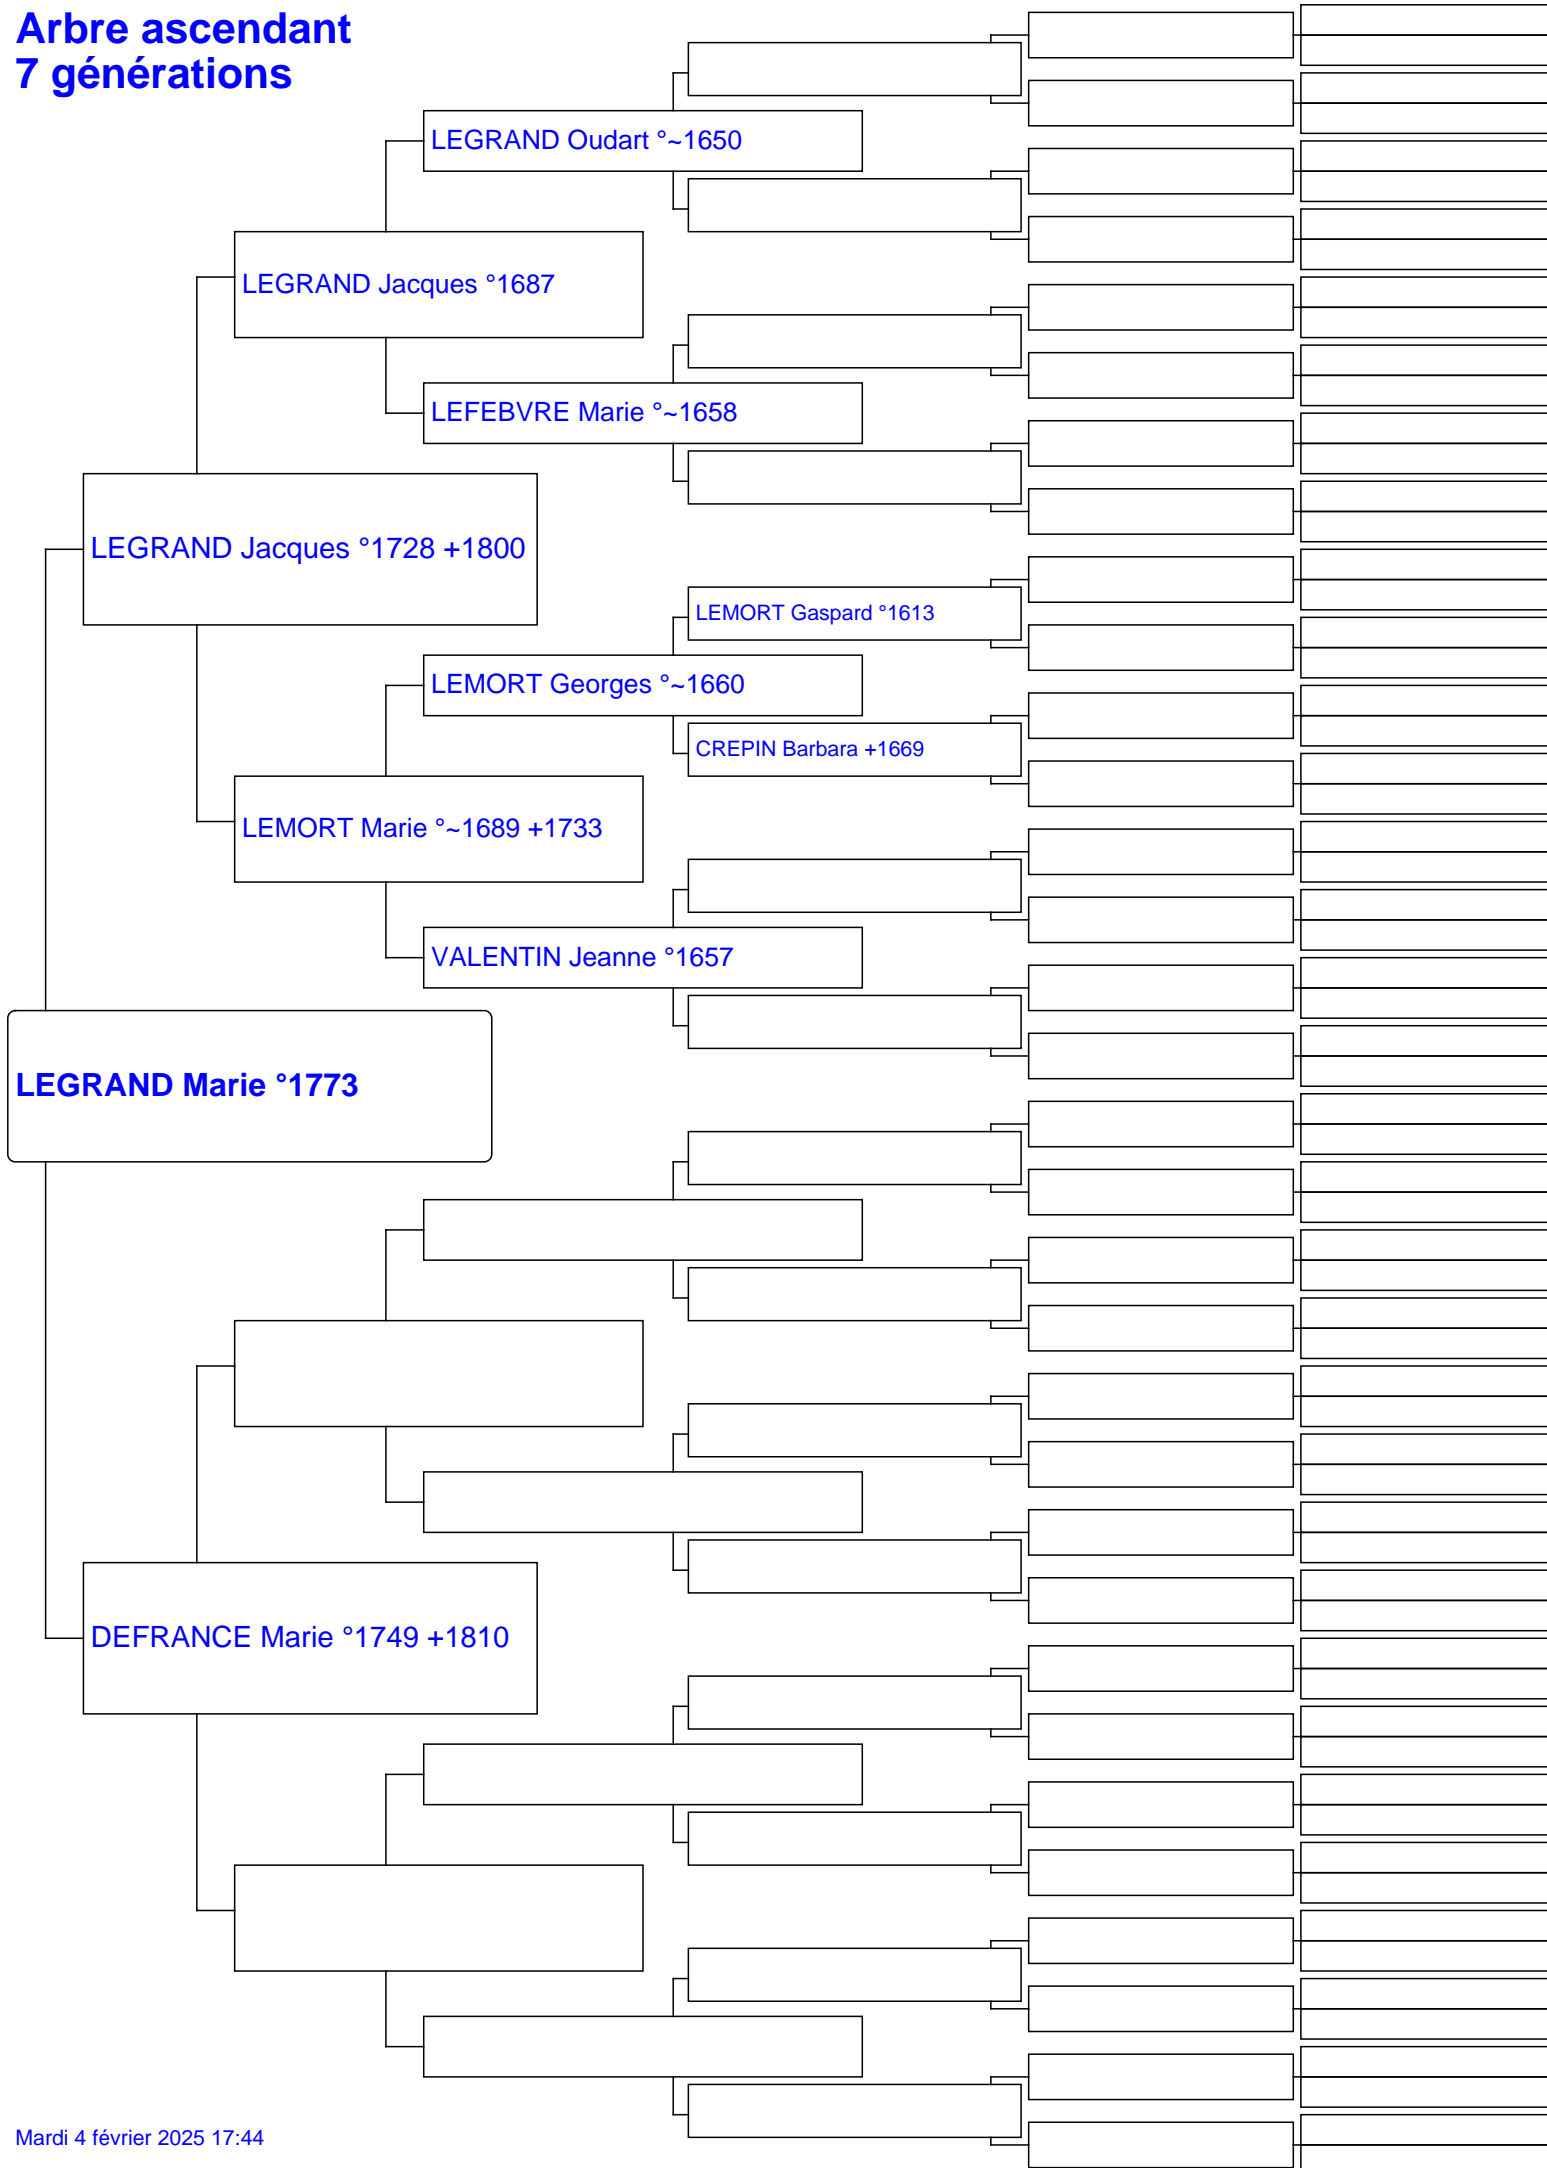 Arbre ascendant
7 générations
LEGRAND Oudart °~1650
LEGRAND Jacques °1687
LEFEBVRE Marie °~1658
LEGRAND Jacques °1728 +1800
LEMORT Gaspard °1613
LEMORT Georges °~1660
CREPIN Barbara +1669
LEMORT Marie °~1689 +1733
VALENTIN Jeanne °1657
LEGRAND Marie °1773
DEFRANCE Marie °1749 +1810
Mardi 4 février 2025 17:44